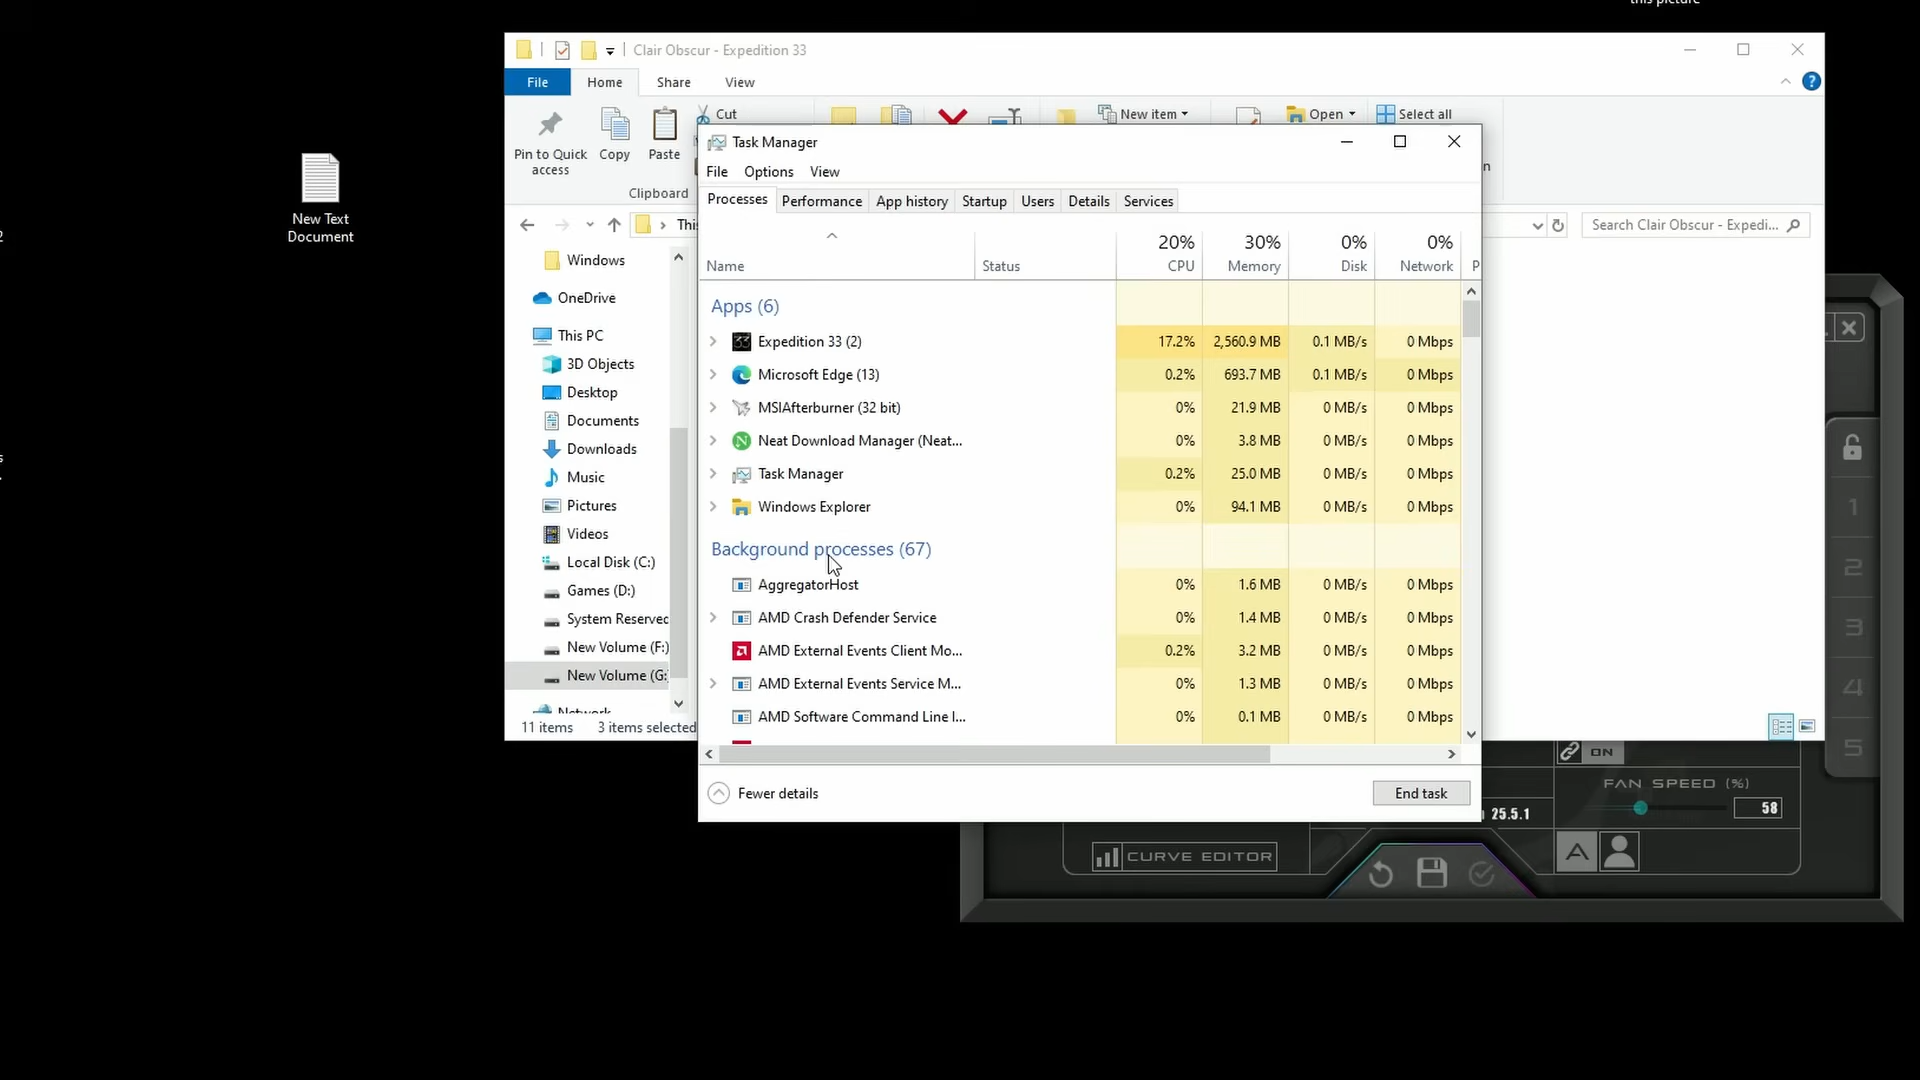 this picture
Clair Obscur - Expedition 33
File Home Share View
Pin to Quick access
Copy
Paste
Cut
New item
Open
Select all
Clipboard
New Text Document
Search Clair Obscur - Expedi...
Windows
OneDrive
This PC
3D Objects
Desktop
Documents
Downloads
Music
Pictures
Videos
Local Disk (C:)
Games (D:)
System Reserved
New Volume (F:)
New Volume (G:
Network
11 items 3 items selected
Task Manager
File Options View
Processes Performance App history Startup Users Details Services
20% 30% 0% 0%
Name Status CPU Memory Disk Network P
Apps (6)
Expedition 33 (2) 17.2% 2,560.9 MB 0.1 MB/s 0 Mbps
Microsoft Edge (13) 0.2% 693.7 MB 0.1 MB/s 0 Mbps
MSIAfterburner (32 bit) 0% 21.9 MB 0 MB/s 0 Mbps
Neat Download Manager (Neat... 0% 3.8 MB 0 MB/s 0 Mbps
Task Manager 0.2% 25.0 MB 0 MB/s 0 Mbps
Windows Explorer 0% 94.1 MB 0 MB/s 0 Mbps
Background processes (67)
AggregatorHost 0% 1.6 MB 0 MB/s 0 Mbps
AMD Crash Defender Service 0% 1.4 MB 0 MB/s 0 Mbps
AMD External Events Client Mo... 0.2% 3.2 MB 0 MB/s 0 Mbps
AMD External Events Service M... 0% 1.3 MB 0 MB/s 0 Mbps
AMD Software Command Line I... 0% 0.1 MB 0 MB/s 0 Mbps
Fewer details
End task
1
2
3
4
5
ON
FAN SPEED (%)
58
25.5.1
CURVE EDITOR
A